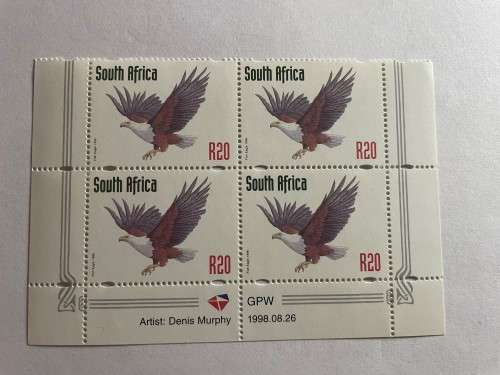 South Africa South Africa
R20 R20
South Africa South Africa
R20 R20
GPW
Artist: Denis Murphy 1998.08.26